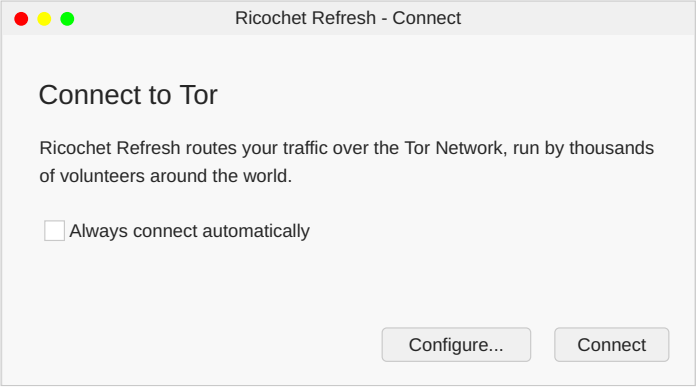 Ricochet Refresh - Connect
Connect to Tor
Ricochet Refresh routes your traffic over the Tor Network, run by thousands
of volunteers around the world.
Always connect automatically
Configure...
Connect